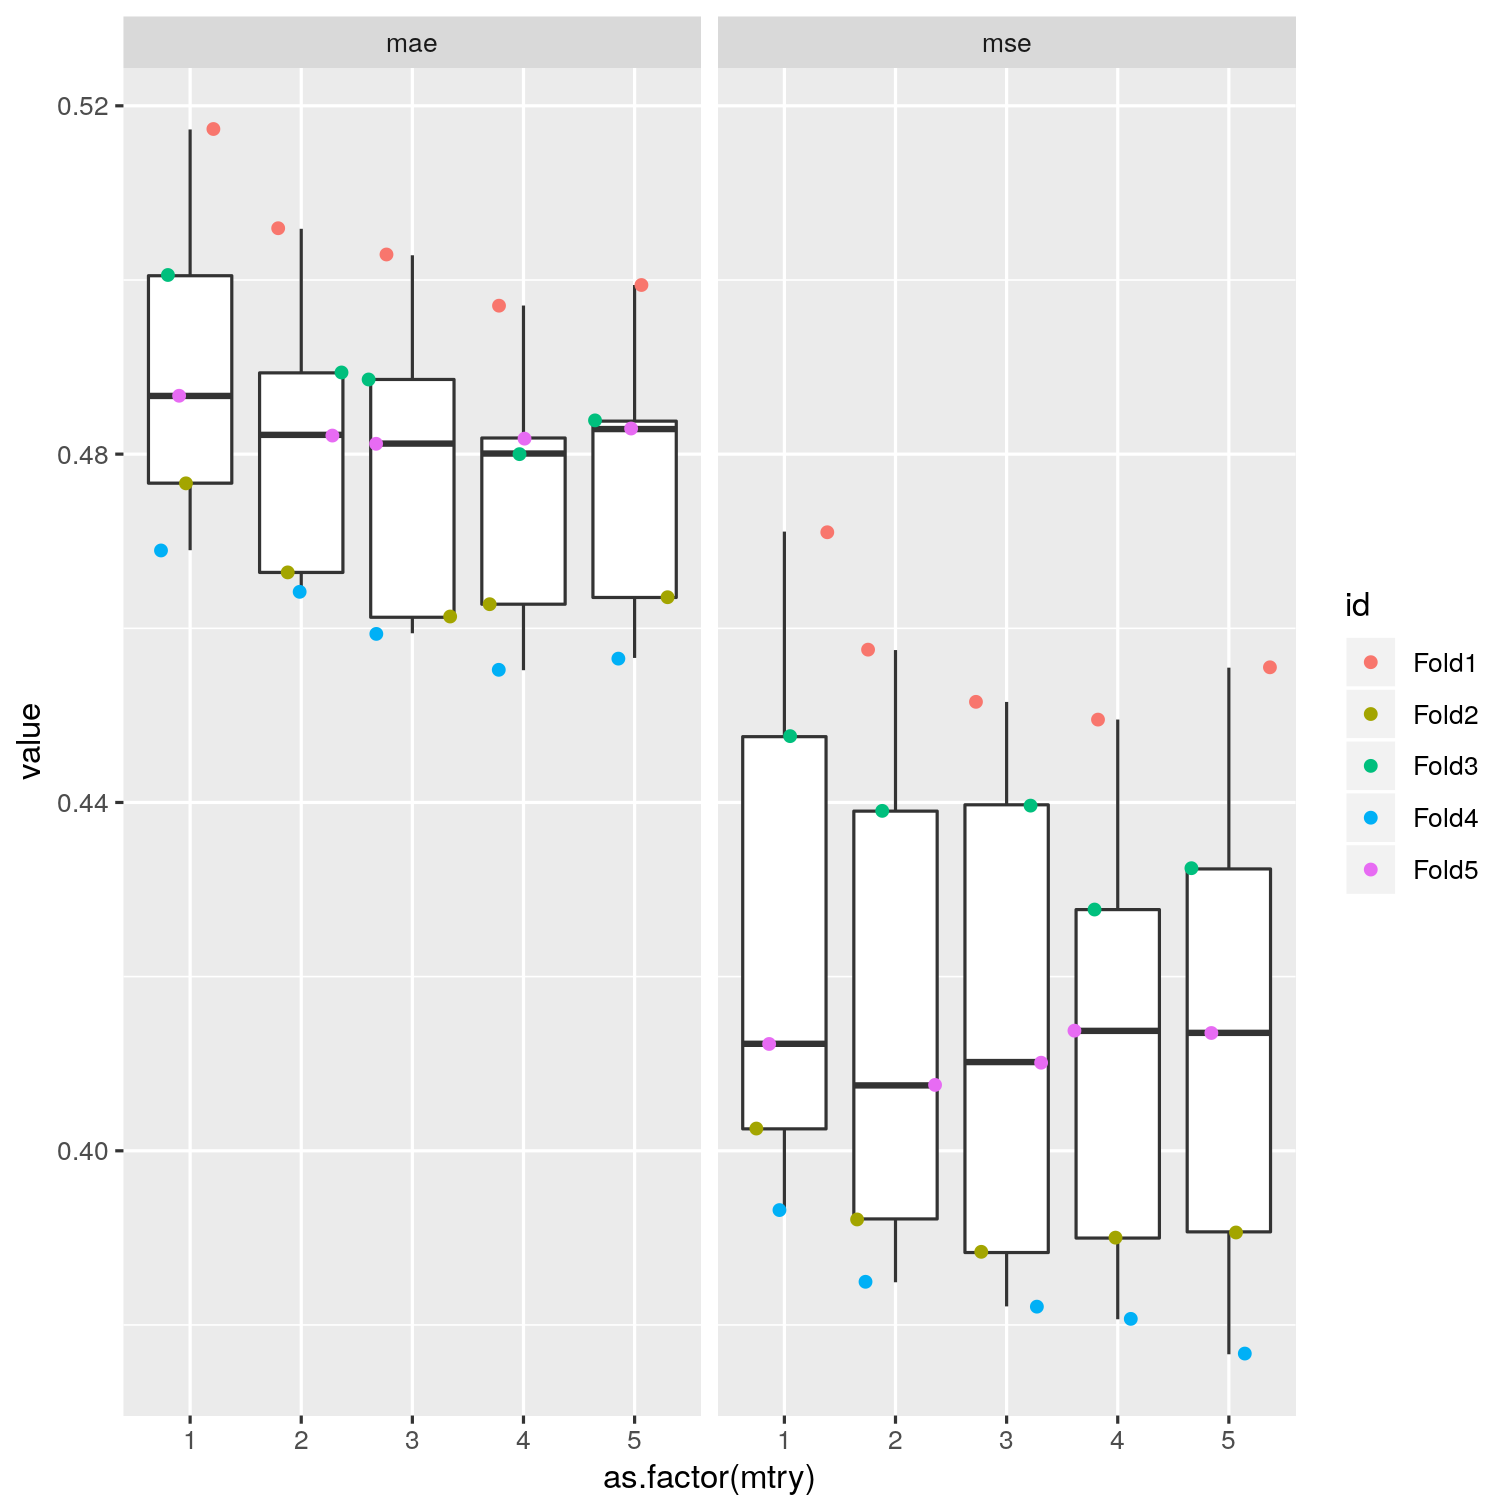 mae
mse
0.52
0.48
0.44
0.40
value
1 2 3 4 5
1 2 3 4 5
as.factor(mtry)
id
Fold1
Fold2
Fold3
Fold4
Fold5